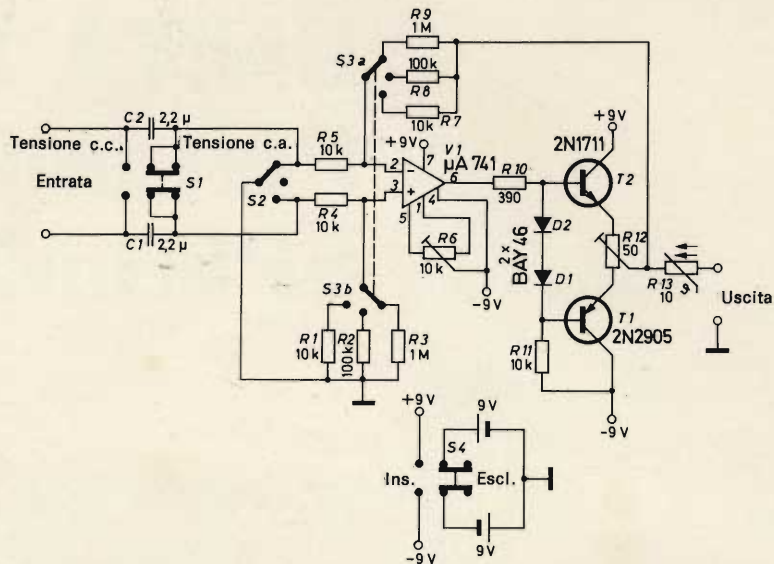 R9
1M
S3a
100k
R8
10k
R7
+9V
C2
2,2 µ
Tensione c.c.
Tensione c.a.
Entrata
S1
C1
2,2 µ
S2
R5
10k
R4
10k
V1
µA 741
2
3
7
6
5
1
4
R6
10k
-9V
R10
390
2N1711
+9V
T2
D2
2x
BAY46
D1
R12
50
R13
10
ϑ
Uscita
R11
10k
T1
2N2905
-9V
S3b
R1
10k
R2
100k
R3
1M
+9V
9V
S4
Ins.
Escl.
9V
-9V